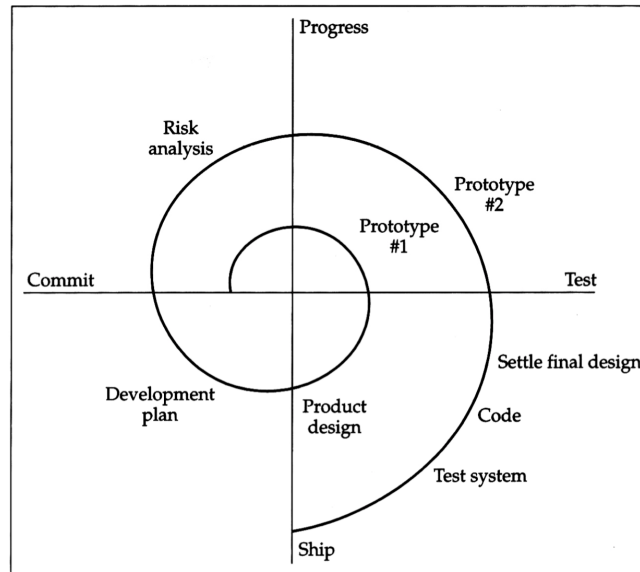 Progress
Risk
analysis
Prototype
#2
Prototype
#1
Commit
Test
Settle final design
Development
plan
Product
design
Code
Test system
Ship